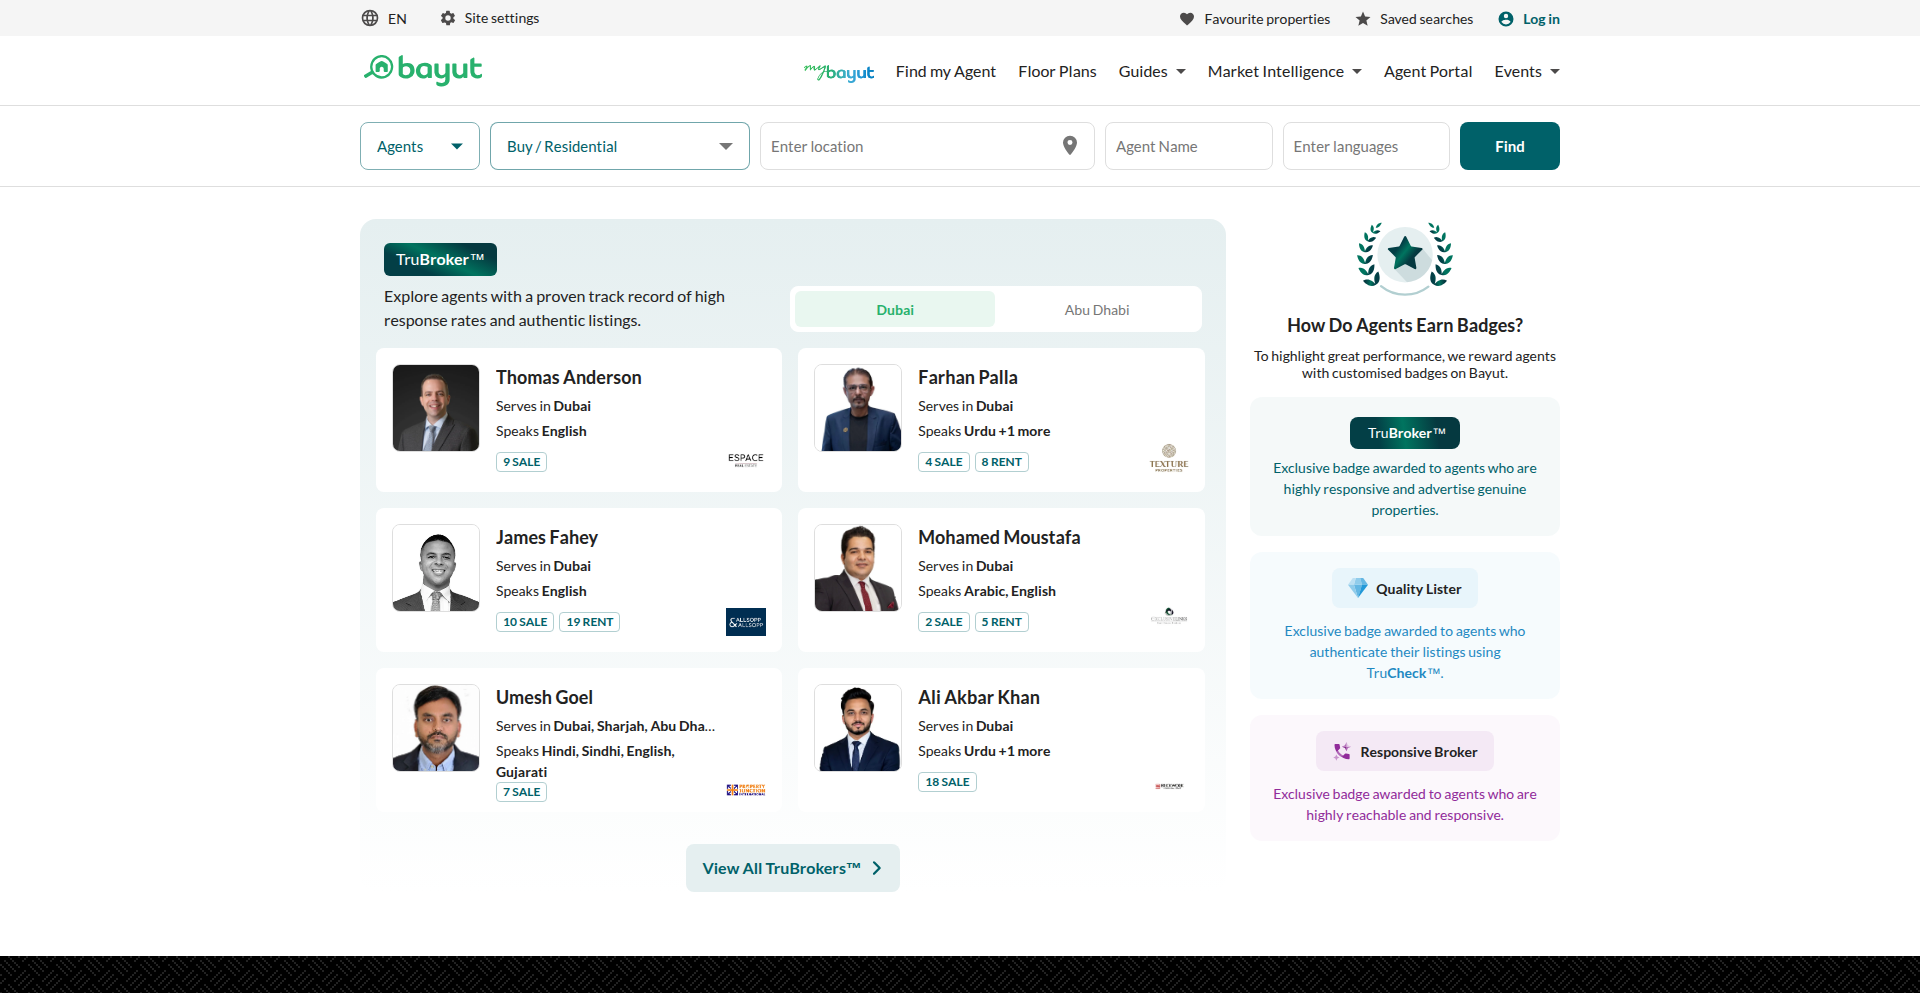 EN
Site settings
Favourite properties
Saved searches
Log in
bayut
mybayut
Find my Agent
Floor Plans
Guides
Market Intelligence
Agent Portal
Events
Agents
Buy / Residential
Enter location
Agent Name
Enter languages
Find
TruBroker™
Explore agents with a proven track record of high
response rates and authentic listings.
Dubai
Abu Dhabi
Thomas Anderson
Serves in Dubai
Speaks English
9 SALE
ESPACE
Farhan Palla
Serves in Dubai
Speaks Urdu +1 more
4 SALE
8 RENT
TEXTURE
PROPERTIES
James Fahey
Serves in Dubai
Speaks English
10 SALE
19 RENT
ALLSOPP
&ALLSOPP
Mohamed Moustafa
Serves in Dubai
Speaks Arabic, English
2 SALE
5 RENT
Umesh Goel
Serves in Dubai, Sharjah, Abu Dha...
Speaks Hindi, Sindhi, English,
Gujarati
7 SALE
PROPERTY
JUNCTION
INTERNATIONAL
Ali Akbar Khan
Serves in Dubai
Speaks Urdu +1 more
18 SALE
View All TruBrokers™
How Do Agents Earn Badges?
To highlight great performance, we reward agents
with customised badges on Bayut.
TruBroker™
Exclusive badge awarded to agents who are
highly responsive and advertise genuine
properties.
Quality Lister
Exclusive badge awarded to agents who
authenticate their listings using
TruCheck™.
Responsive Broker
Exclusive badge awarded to agents who are
highly reachable and responsive.